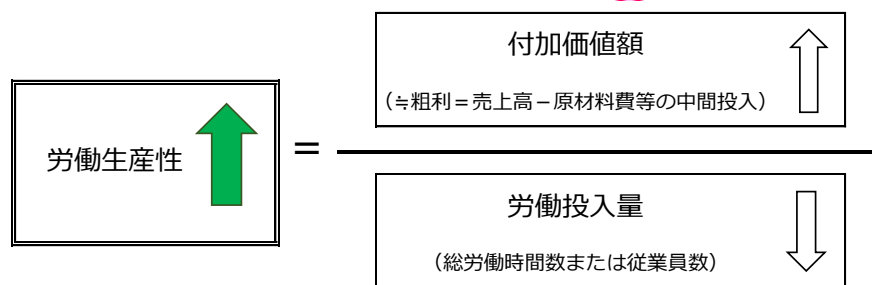 付加価値額
（≒粗利＝売上高－原材料費等の中間投入）
労働生産性
＝
労働投入量
（総労働時間数または従業員数）